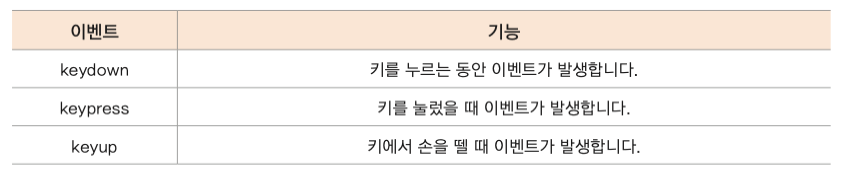 이벤트 기능
keydown 키를 누르는 동안 이벤트가 발생합니다.
keypress 키를 눌렀을 때 이벤트가 발생합니다.
keyup 키에서 손을 뗄 때 이벤트가 발생합니다.